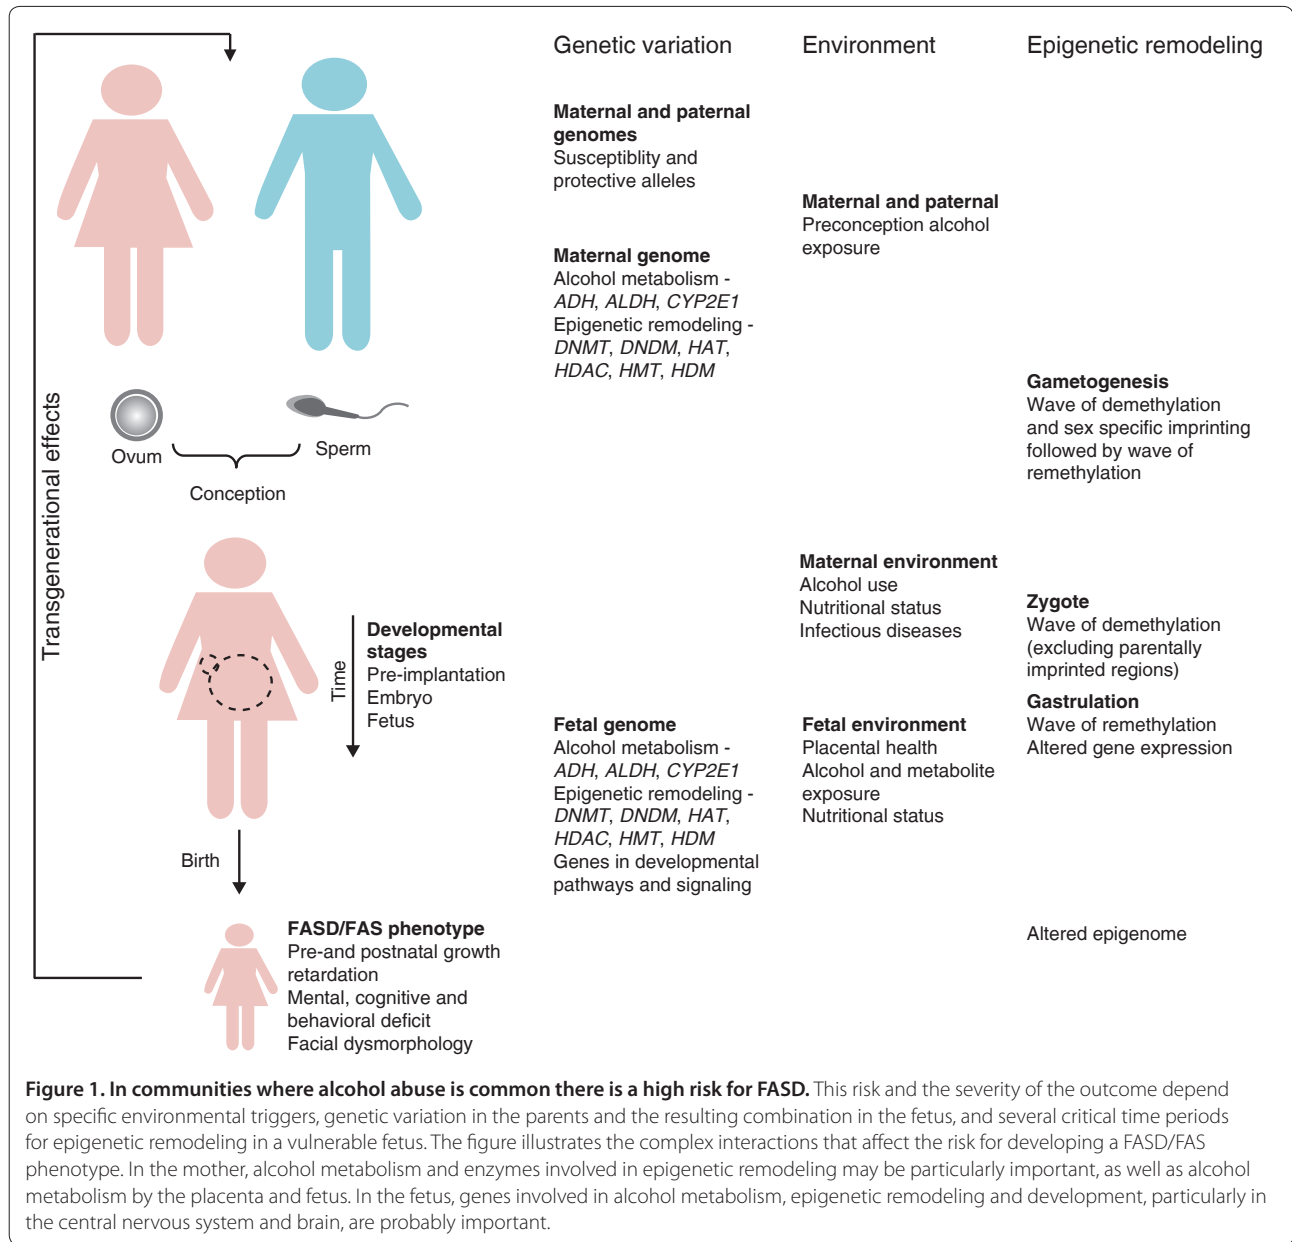 Genetic variation
Environment
Epigenetic remodeling
Maternal and paternal
genomes
Susceptiblity and
protective alleles
Maternal and paternal
Preconception alcohol
exposure
Maternal genome
Alcohol metabolism -
ADH, ALDH, CYP2E1
Epigenetic remodeling -
DNMT, DNDM, HAT,
HDAC, HMT, HDM
Gametogenesis
Wave of demethylation
and sex specific imprinting
followed by wave of
remethylation
Ovum
Sperm
Conception
Transgenerational effects
Maternal environment
Alcohol use
Nutritional status
Infectious diseases
Zygote
Wave of demethylation
(excluding parentally
imprinted regions)
Time
Developmental
stages
Pre-implantation
Embryo
Fetus
Gastrulation
Wave of remethylation
Altered gene expression
Fetal genome
Alcohol metabolism -
ADH, ALDH, CYP2E1
Epigenetic remodeling -
DNMT, DNDM, HAT,
HDAC, HMT, HDM
Genes in developmental
pathways and signaling
Fetal environment
Placental health
Alcohol and metabolite
exposure
Nutritional status
Birth
FASD/FAS phenotype
Pre-and postnatal growth
retardation
Mental, cognitive and
behavioral deficit
Facial dysmorphology
Altered epigenome
Figure 1. In communities where alcohol abuse is common there is a high risk for FASD. This risk and the severity of the outcome depend
on specific environmental triggers, genetic variation in the parents and the resulting combination in the fetus, and several critical time periods
for epigenetic remodeling in a vulnerable fetus. The figure illustrates the complex interactions that affect the risk for developing a FASD/FAS
phenotype. In the mother, alcohol metabolism and enzymes involved in epigenetic remodeling may be particularly important, as well as alcohol
metabolism by the placenta and fetus. In the fetus, genes involved in alcohol metabolism, epigenetic remodeling and development, particularly in
the central nervous system and brain, are probably important.